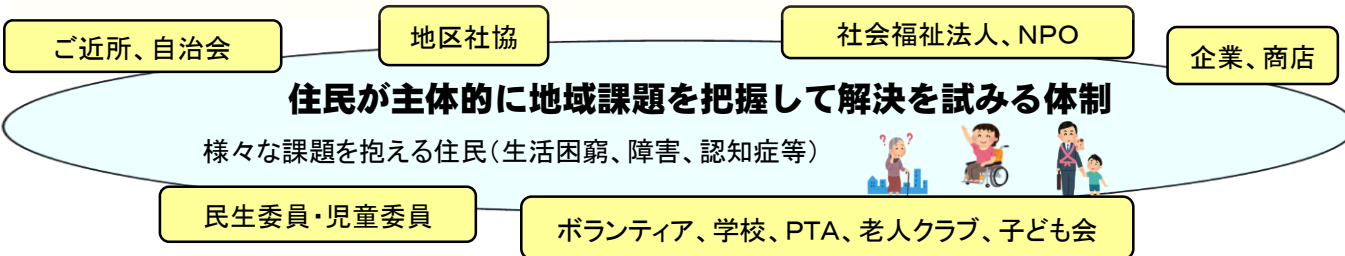 ご近所、自治会
地区社協
社会福祉法人、NPO
企業、商店
住民が主体的に地域課題を把握して解決を試みる体制
様々な課題を抱える住民(生活困窮、障害、認知症等)
??
民生委員・児童委員
ボランティア、学校、PTA、老人クラブ、子ども会